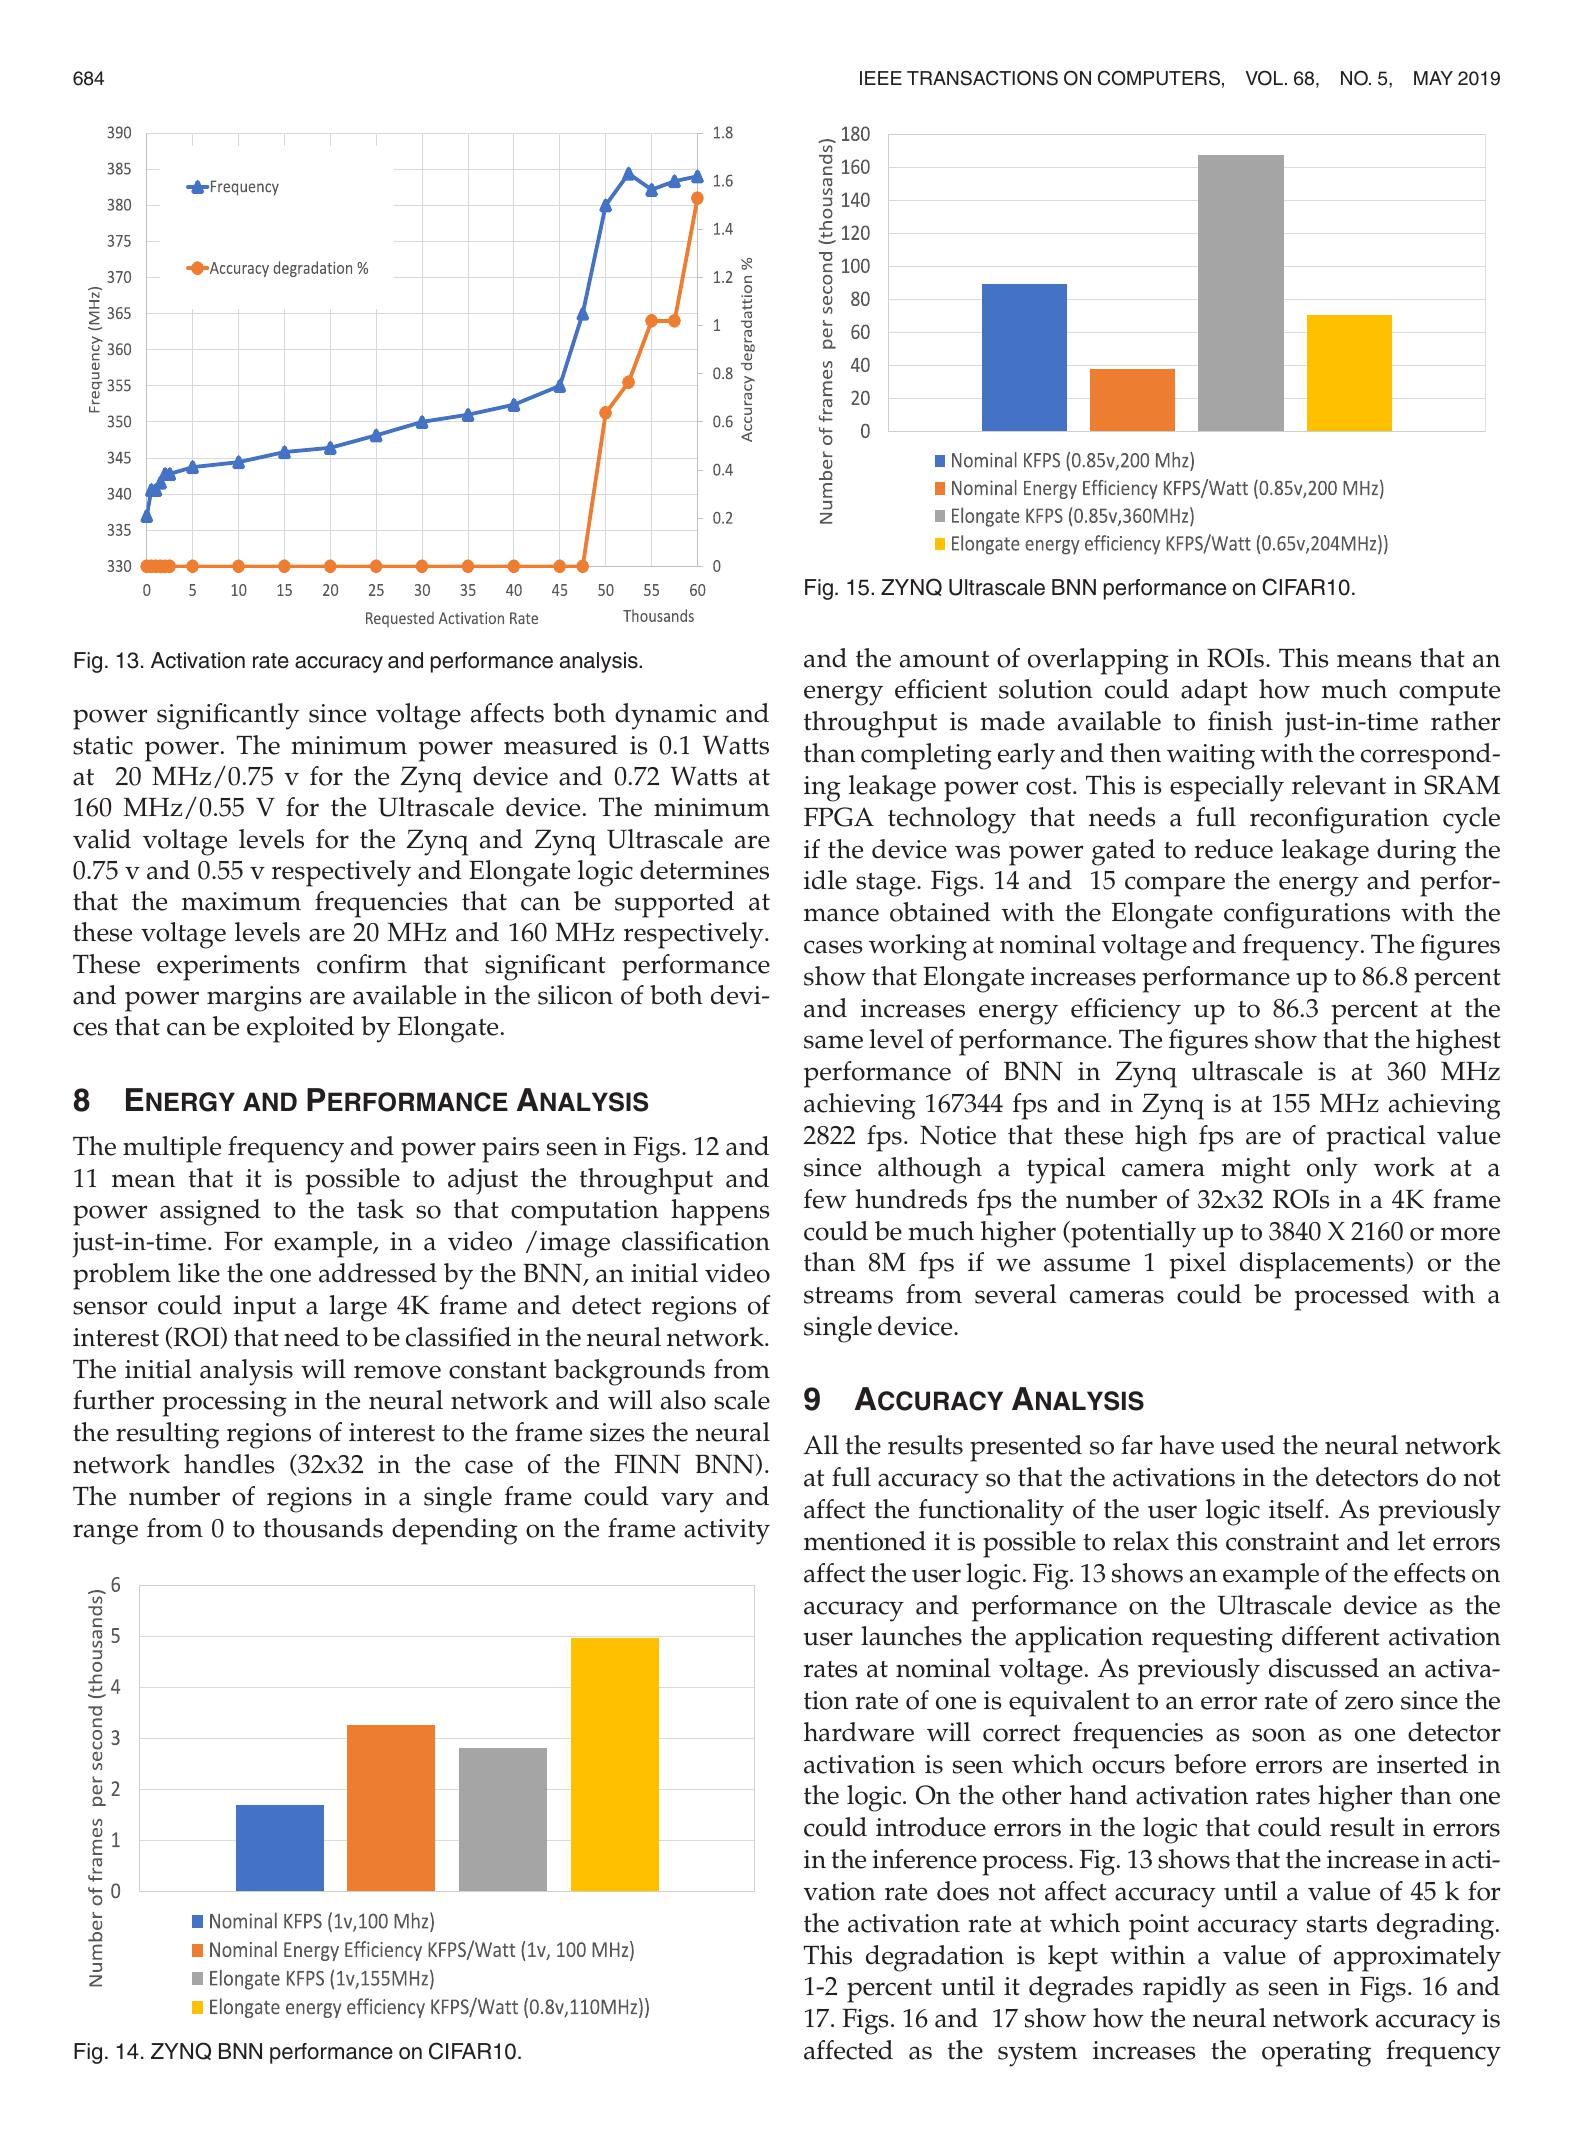 684
IEEE TRANSACTIONS ON COMPUTERS, VOL. 68, NO. 5, MAY 2019
390
385
380
375
370
365
360
355
350
345
340
335
330
Frequency (MHz)
Frequency
Accuracy degradation %
1.8
1.6
1.4
1.2
1
0.8
0.6
0.4
0.2
0
Accuracy degradattion %
0 5 10 15 20 25 30 35 40 45 50 55 60
Requested Activation Rate
Thousands
Fig. 13. Activation rate accuracy and performance analysis.
power significantly since voltage affects both dynamic and
static power. The minimum power measured is 0.1 Watts
at 20 MHz/0.75 v for the Zynq device and 0.72 Watts at
160 MHz/0.55 V for the Ultrascale device. The minimum
valid voltage levels for the Zynq and Zynq Ultrascale are
0.75 v and 0.55 v respectively and Elongate logic determines
that the maximum frequencies that can be supported at
these voltage levels are 20 MHz and 160 MHz respectively.
These experiments confirm that significant performance
and power margins are available in the silicon of both devi-
ces that can be exploited by Elongate.
8 ENERGY AND PERFORMANCE ANALYSIS
The multiple frequency and power pairs seen in Figs. 12 and
11 mean that it is possible to adjust the throughput and
power assigned to the task so that computation happens
just-in-time. For example, in a video /image classification
problem like the one addressed by the BNN, an initial video
sensor could input a large 4K frame and detect regions of
interest (ROI) that need to be classified in the neural network.
The initial analysis will remove constant backgrounds from
further processing in the neural network and will also scale
the resulting regions of interest to the frame sizes the neural
network handles (32x32 in the case of the FINN BNN).
The number of regions in a single frame could vary and
range from 0 to thousands depending on the frame activity
6
5
4
3
2
1
0
Number of frames per second (thousands)
Nominal KFPS (1v,100 Mhz)
Nominal Energy Efficiency KFPS/Watt (1v, 100 MHz)
Elongate KFPS (1v,155MHz)
Elongate energy efficiency KFPS/Watt (0.8v,110MHz))
Fig. 14. ZYNQ BNN performance on CIFAR10.
180
160
140
120
100
80
60
40
20
0
Number of frames per second (thousands)
Nominal KFPS (0.85v,200 Mhz)
Nominal Energy Efficiency KFPS/Watt (0.85v,200 MHz)
Elongate KFPS (0.85v,360MHz)
Elongate energy efficiency KFPS/Watt (0.65v,204MHz))
Fig. 15. ZYNQ Ultrascale BNN performance on CIFAR10.
and the amount of overlapping in ROIs. This means that an
energy efficient solution could adapt how much compute
throughput is made available to finish just-in-time rather
than completing early and then waiting with the correspond-
ing leakage power cost. This is especially relevant in SRAM
FPGA technology that needs a full reconfiguration cycle
if the device was power gated to reduce leakage during the
idle stage. Figs. 14 and 15 compare the energy and perfor-
mance obtained with the Elongate configurations with the
cases working at nominal voltage and frequency. The figures
show that Elongate increases performance up to 86.8 percent
and increases energy efficiency up to 86.3 percent at the
same level of performance. The figures show that the highest
performance of BNN in Zynq ultrascale is at 360 MHz
achieving 167344 fps and in Zynq is at 155 MHz achieving
2822 fps. Notice that these high fps are of practical value
since although a typical camera might only work at a
few hundreds fps the number of 32x32 ROIs in a 4K frame
could be much higher (potentially up to 3840 X 2160 or more
than 8M fps if we assume 1 pixel displacements) or the
streams from several cameras could be processed with a
single device.
9 ACCURACY ANALYSIS
All the results presented so far have used the neural network
at full accuracy so that the activations in the detectors do not
affect the functionality of the user logic itself. As previously
mentioned it is possible to relax this constraint and let errors
affect the user logic. Fig. 13 shows an example of the effects on
accuracy and performance on the Ultrascale device as the
user launches the application requesting different activation
rates at nominal voltage. As previously discussed an activa-
tion rate of one is equivalent to an error rate of zero since the
hardware will correct frequencies as soon as one detector
activation is seen which occurs before errors are inserted in
the logic. On the other hand activation rates higher than one
could introduce errors in the logic that could result in errors
in the inference process. Fig. 13 shows that the increase in acti-
vation rate does not affect accuracy until a value of 45 k for
the activation rate at which point accuracy starts degrading.
This degradation is kept within a value of approximately
1-2 percent until it degrades rapidly as seen in Figs. 16 and
17. Figs. 16 and 17 show how the neural network accuracy is
affected as the system increases the operating frequency